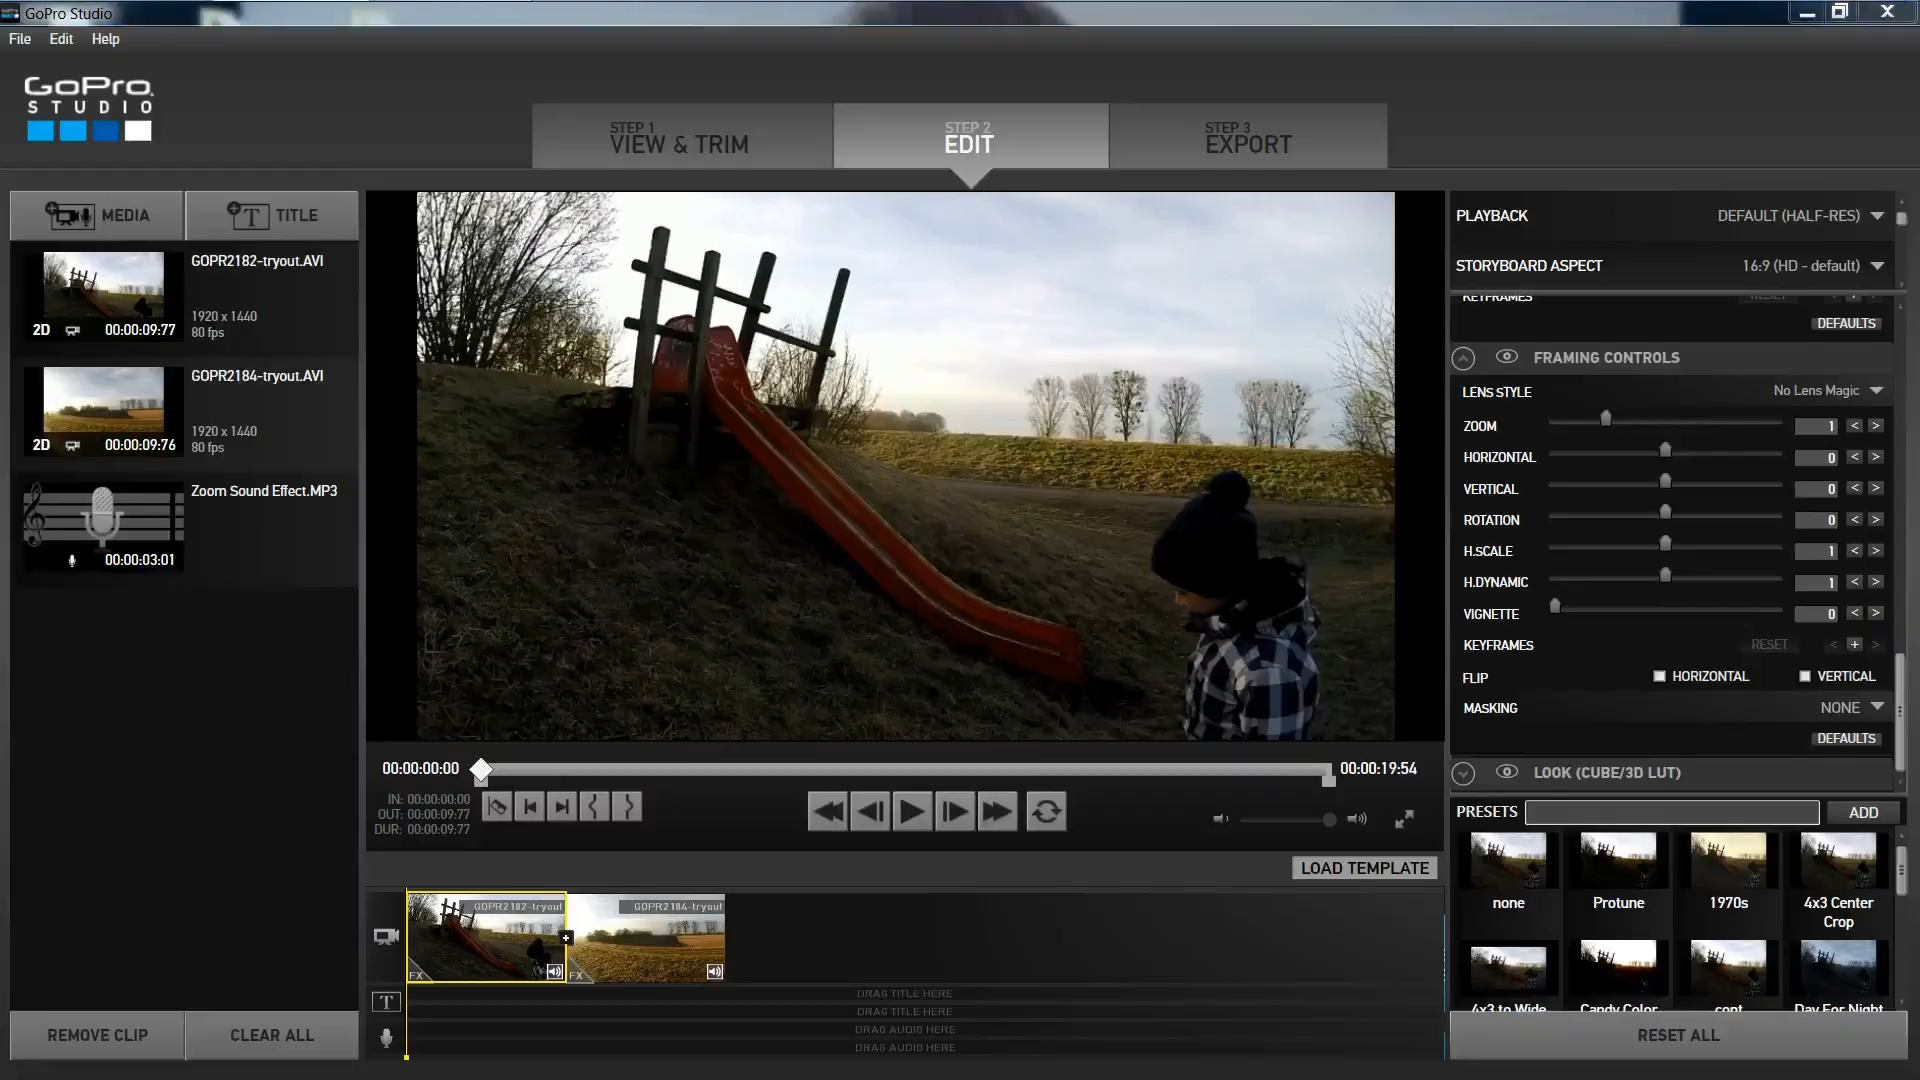 GoPro Studio
File Edit Help
GoPro
STUDIO
STEP 1
VIEW & TRIM
STEP 2
EDIT
STEP 3
EXPORT
MEDIA
TITLE
GOPR2182-tryout.AVI
1920 x 1440
2D 00:00:09:77
80 fps
GOPR2184-tryout.AVI
1920 x 1440
2D 00:00:09:76
80 fps
Zoom Sound Effect.MP3
00:00:03:01
REMOVE CLIP
CLEAR ALL
00:00:00:00
00:00:19:54
IN: 00:00:00:00
OUT: 00:00:09:77
DUR: 00:00:09:77
LOAD TEMPLATE
GOPR2182-tryout
GOPR2184-tryout
FX
FX
T
DRAG TITLE HERE
DRAG TITLE HERE
DRAG AUDIO HERE
DRAG AUDIO HERE
PLAYBACK DEFAULT (HALF-RES)
STORYBOARD ASPECT 16:9 (HD - default)
KEYFRAMES RESET < + >
DEFAULTS
FRAMING CONTROLS
LENS STYLE No Lens Magic
ZOOM 1 < >
HORIZONTAL 0 < >
VERTICAL 0 < >
ROTATION 0 < >
H.SCALE 1 < >
H.DYNAMIC 1 < >
VIGNETTE 0 < >
KEYFRAMES RESET < + >
FLIP HORIZONTAL VERTICAL
MASKING NONE
DEFAULTS
LOOK (CUBE/3D LUT)
PRESETS ADD
none
Protune
1970s
4x3 Center
Crop
4x3 to Wide
Candy Color
cont
Day For Night
RESET ALL